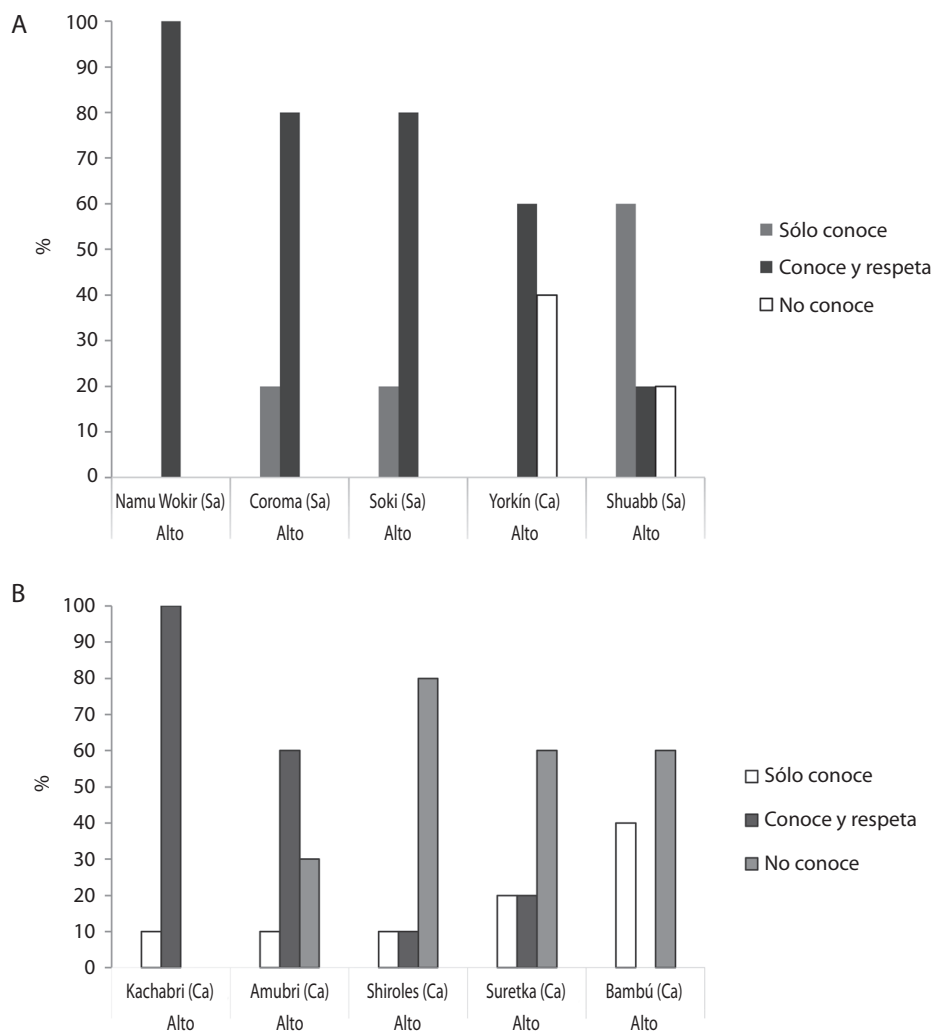 A
100
90
80
70
60
50
40
30
20
10
0
%
Sólo conoce
Conoce y respeta
No conoce
Namu Wokir (Sa) Coroma (Sa) Soki (Sa) Yorkín (Ca) Shuabb (Sa)
Alto Alto Alto Alto Alto
B
100
90
80
70
60
50
40
30
20
10
0
%
Sólo conoce
Conoce y respeta
No conoce
Kachabri (Ca) Amubri (Ca) Shiroles (Ca) Suretka (Ca) Bambú (Ca)
Alto Alto Alto Alto Alto